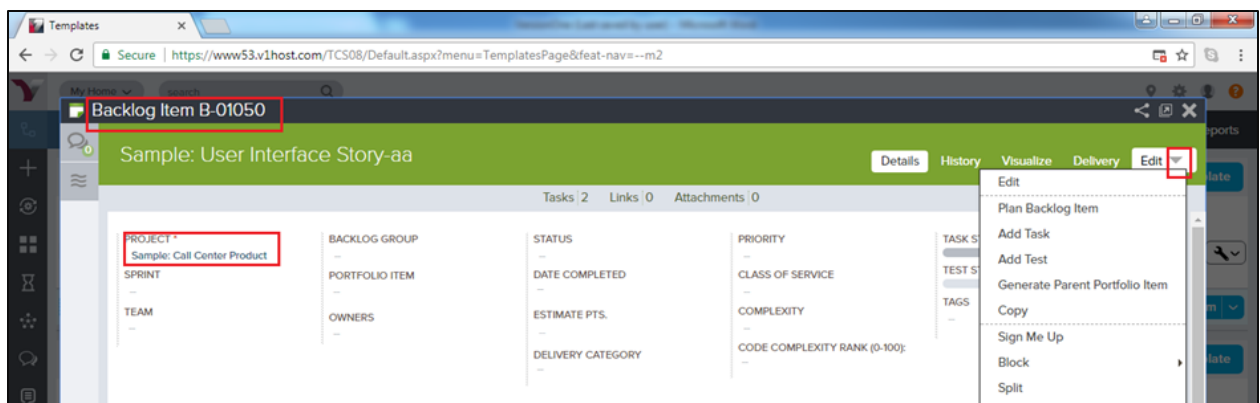 Templates
Secure | https://www53.v1host.com/TCS08/Default.aspx?menu=TemplatesPage&feat-nav=--m2
My Home search
Backlog Item B-01050
Sample: User Interface Story-aa
Details History Visualize Delivery Edit
Tasks 2 Links 0 Attachments 0
Edit
Plan Backlog Item
Add Task
Add Test
Generate Parent Portfolio Item
Copy
Sign Me Up
Block
Split
PROJECT *
Sample: Call Center Product
SPRINT
--
TEAM
--
BACKLOG GROUP
--
PORTFOLIO ITEM
--
OWNERS
--
STATUS
--
DATE COMPLETED
--
ESTIMATE PTS.
--
DELIVERY CATEGORY
--
PRIORITY
--
CLASS OF SERVICE
--
COMPLEXITY
--
CODE COMPLEXITY RANK (0-100):
--
TASK S
TEST S
TAGS
--